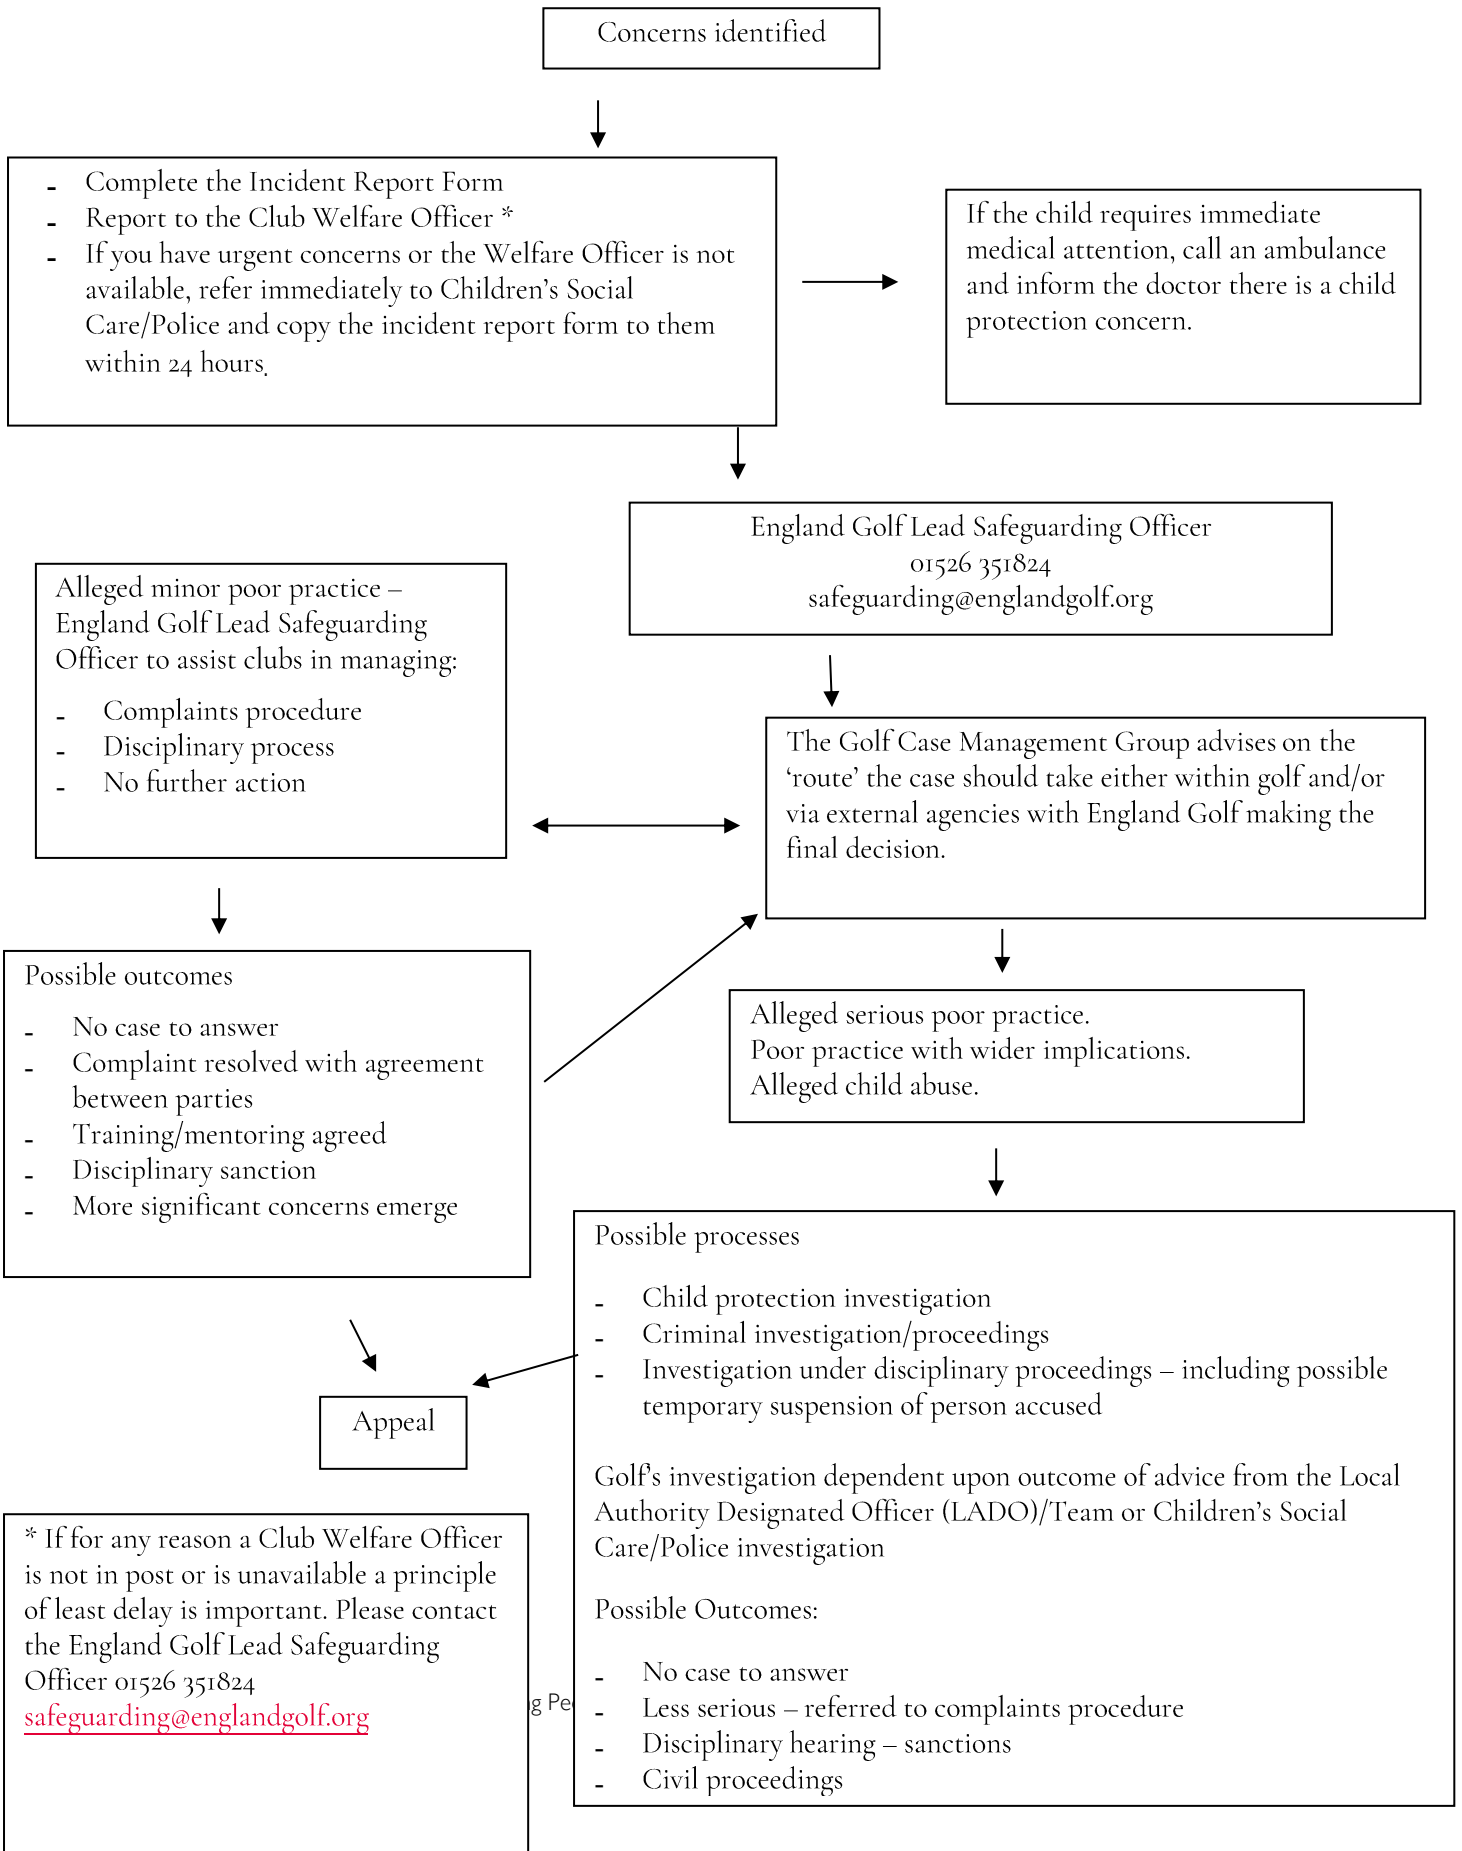 Concerns identified
- Complete the Incident Report Form
- Report to the Club Welfare Officer *
- If you have urgent concerns or the Welfare Officer is not
available, refer immediately to Children’s Social
Care/Police and copy the incident report form to them
within 24 hours.
If the child requires immediate
medical attention, call an ambulance
and inform the doctor there is a child
protection concern.
England Golf Lead Safeguarding Officer
01526 351824
safeguarding@englandgolf.org
Alleged minor poor practice –
England Golf Lead Safeguarding
Officer to assist clubs in managing:
- Complaints procedure
- Disciplinary process
- No further action
The Golf Case Management Group advises on the
‘route’ the case should take either within golf and/or
via external agencies with England Golf making the
final decision.
Possible outcomes
- No case to answer
- Complaint resolved with agreement
between parties
- Training/mentoring agreed
- Disciplinary sanction
- More significant concerns emerge
Alleged serious poor practice.
Poor practice with wider implications.
Alleged child abuse.
Possible processes
- Child protection investigation
- Criminal investigation/proceedings
- Investigation under disciplinary proceedings – including possible
temporary suspension of person accused
Golf’s investigation dependent upon outcome of advice from the Local
Authority Designated Officer (LADO)/Team or Children’s Social
Care/Police investigation
Possible Outcomes:
- No case to answer
- Less serious – referred to complaints procedure
- Disciplinary hearing – sanctions
- Civil proceedings
Appeal
* If for any reason a Club Welfare Officer
is not in post or is unavailable a principle
of least delay is important. Please contact
the England Golf Lead Safeguarding
Officer 01526 351824
safeguarding@englandgolf.org